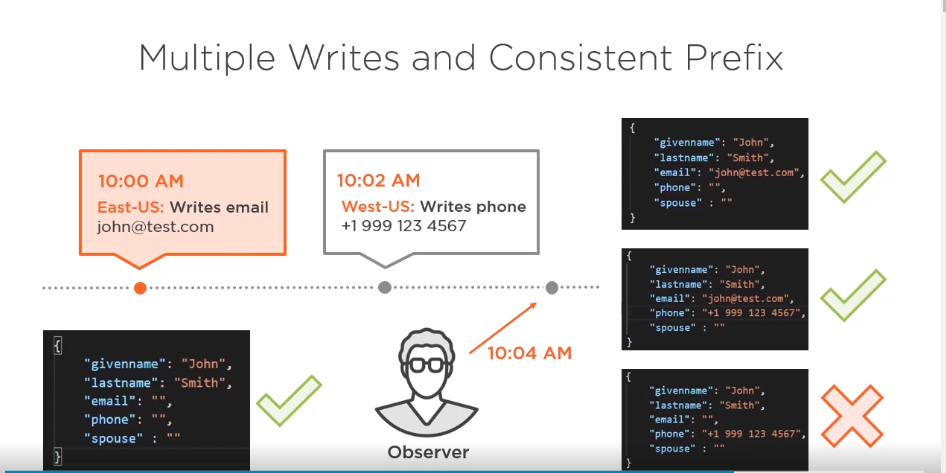 Multiple Writes and Consistent Prefix
10:00 AM
East-US: Writes email
john@test.com
10:02 AM
West-US: Writes phone
+1 999 123 4567
10:04 AM
Observer
{
"givenname": "John",
"lastname": "Smith",
"email": "",
"phone": "",
"spouse" : ""
}
{
"givenname": "John",
"lastname": "Smith",
"email": "john@test.com",
"phone": "",
"spouse" : ""
}
{
"givenname": "John",
"lastname": "Smith",
"email": "john@test.com",
"phone": "+1 999 123 4567",
"spouse" : ""
}
{
"givenname": "John",
"lastname": "Smith",
"email": "",
"phone": "+1 999 123 4567",
"spouse" : ""
}